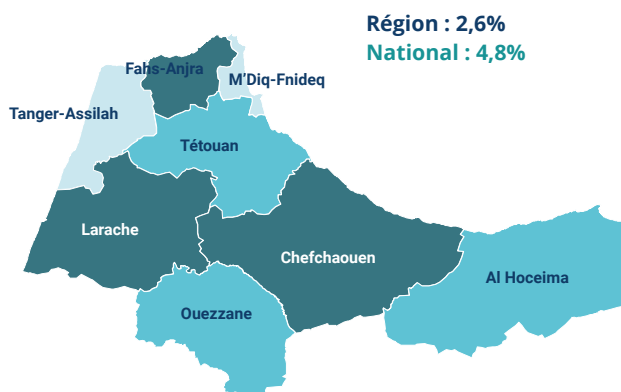 Région : 2,6%
National : 4,8%
Fahs-Anjra
M'Diq-Fnideq
Tanger-Assilah
Tétouan
Larache
Chefchaouen
Al Hoceima
Ouezzane